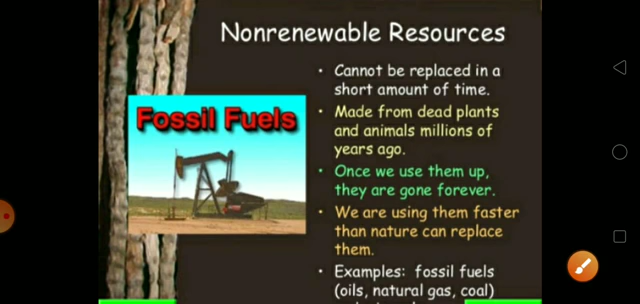 Nonrenewable Resources
Fossil Fuels
• Cannot be replaced in a
short amount of time.
• Made from dead plants
and animals millions of
years ago.
• Once we use them up,
they are gone forever.
• We are using them faster
than nature can replace
them.
• Examples: fossil fuels
(oils, natural gas, coal)